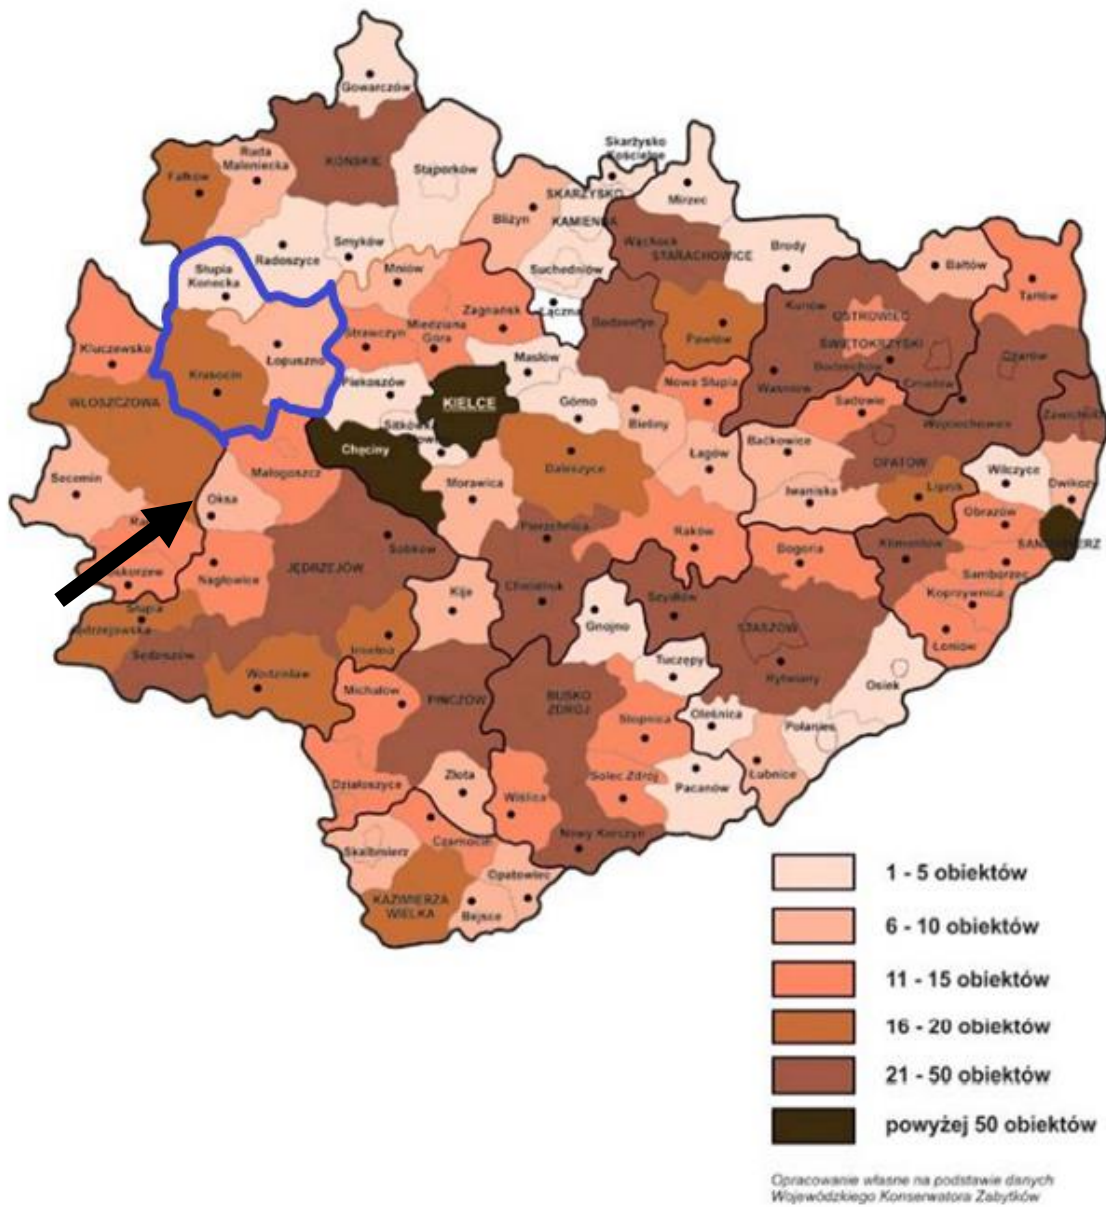 Gowarczów
Skarżysko
Kościelne
Ruda
Maleniecka
KOŃSKIE
Stąporków
Fałków
SKARŻYSKO
KAMIENNA
Mirzec
Bliżyn
Smyków
Radoszyce
Wąchock
STARACHOWICE
Brody
Słupia
Konecka
Mniów
Suchedniów
Bałtów
Tarłów
Łączna
Zagnańsk
Miedziana
Góra
Strawczyn
Bodzentyn
Pawłów
Kunów
OSTROWIEC
ŚWIĘTOKRZYSKI
Bodzechów
Ożarów
Kluczewsko
Łopuszno
Krasocin
Piekoszów
Masłów
KIELCE
Górno
Nowa Słupia
Waśniów
Ćmielów
Sadowie
Wojciechowice
Zawichost
WŁOSZCZOWA
Sitkówka
Bieliny
Baćkowice
Chęciny
Daleszyce
Łagów
OPATÓW
Wilczyce
Dwikozy
Secemin
Małogoszcz
Oksa
Morawica
Iwaniska
Lipnik
Obrazów
Pierzchnica
Raków
SANDOMIERZ
Sobków
Bogoria
Klimontów
Nagłowice
JĘDRZEJÓW
Samborzec
Koprzywnica
Kije
Chmielnik
Szydłów
Słupia
Gnojno
STASZÓW
Łoniów
Sędziszów
Imielno
Tuczępy
Rytwiany
Osiek
Wodzisław
Michałów
PIŃCZÓW
BUSKO
ZDRÓJ
Stopnica
Oleśnica
Połaniec
Działoszyce
Złota
Wiślica
Solec Zdrój
Pacanów
Łubnice
Czarnocin
Nowy Korczyn
Skalbmierz
Opatowiec
KAZIMIERZA
WIELKA
Bejsce
1 - 5 obiektów
6 - 10 obiektów
11 - 15 obiektów
16 - 20 obiektów
21 - 50 obiektów
powyżej 50 obiektów
Opracowanie własne na podstawie danych
Wojewódzkiego Konserwatora Zabytków